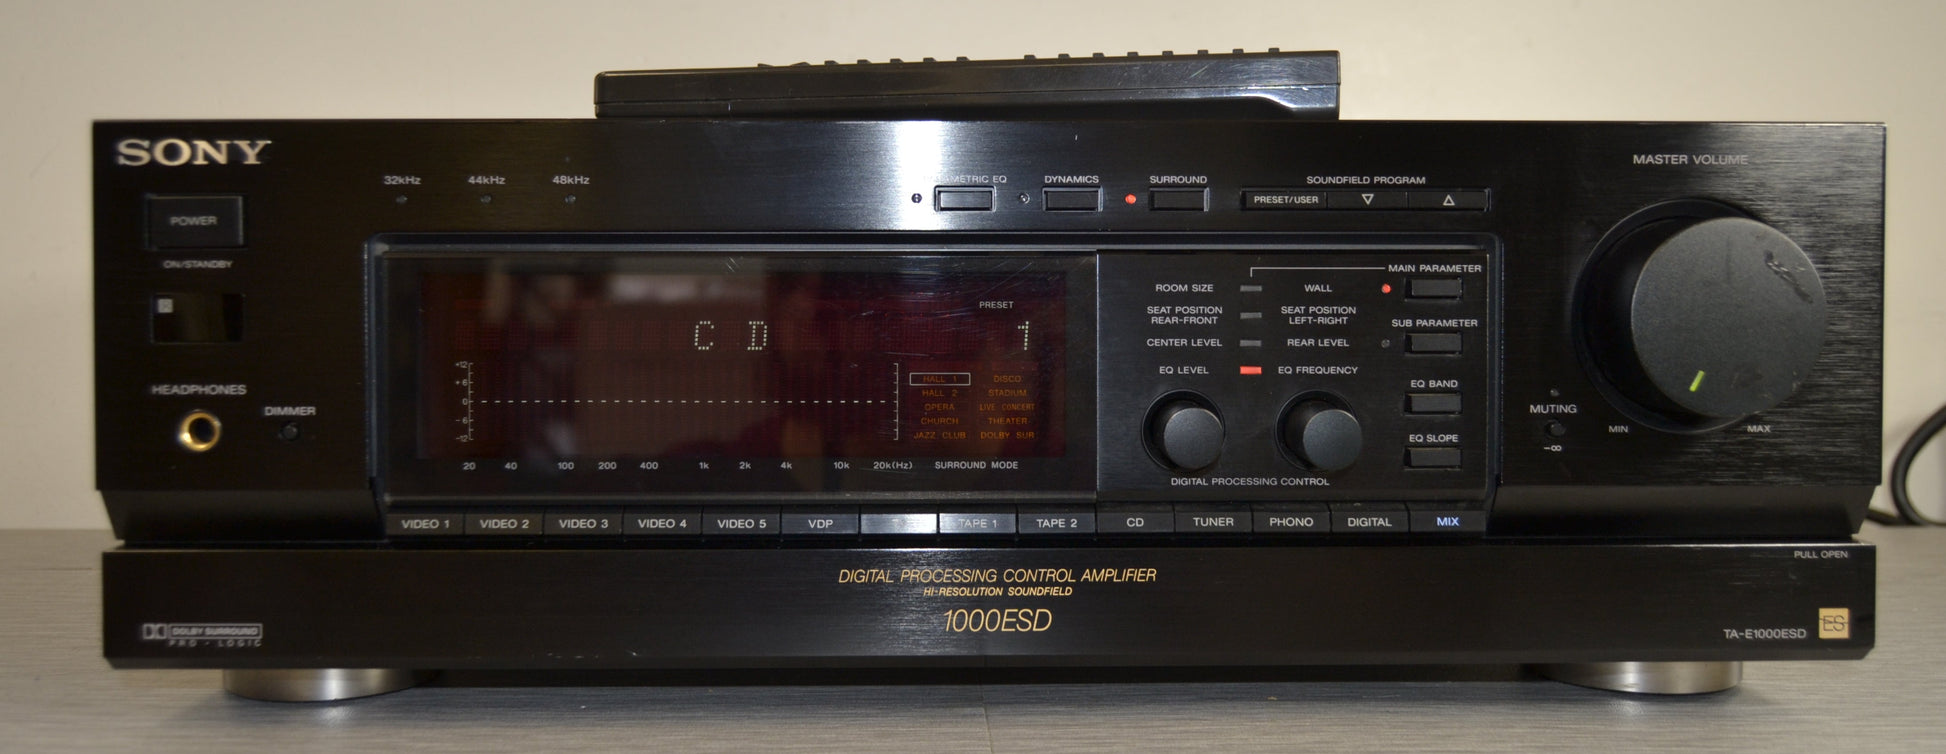 SONY
MASTER VOLUME
32kHz 44kHz 48kHz
METRIC EQ DYNAMICS SURROUND
SOUNDFIELD PROGRAM
PRESET/USER ▽ △
POWER
ON/STANDBY
HEADPHONES
DIMMER
PRESET
CD 1
+12
+6
0
-6
-12
HALL 1 DISCO
HALL 2 STADIUM
OPERA LIVE CONCERT
CHURCH THEATER
JAZZ CLUB DOLBY SUR
20 40 100 200 400 1k 2k 4k 10k 20k(Hz) SURROUND MODE
MAIN PARAMETER
ROOM SIZE WALL
SEAT POSITION REAR-FRONT
SEAT POSITION LEFT-RIGHT
SUB PARAMETER
CENTER LEVEL REAR LEVEL
EQ LEVEL EQ FREQUENCY
EQ BAND
EQ SLOPE
DIGITAL PROCESSING CONTROL
MUTING
-∞
MIN MAX
VIDEO 1 VIDEO 2 VIDEO 3 VIDEO 4 VIDEO 5 VDP TAPE 1 TAPE 2 CD TUNER PHONO DIGITAL MIX
PULL OPEN
DIGITAL PROCESSING CONTROL AMPLIFIER
HI-RESOLUTION SOUNDFIELD
1000ESD
DOLBY SURROUND
PRO · LOGIC
TA-E1000ESD ES